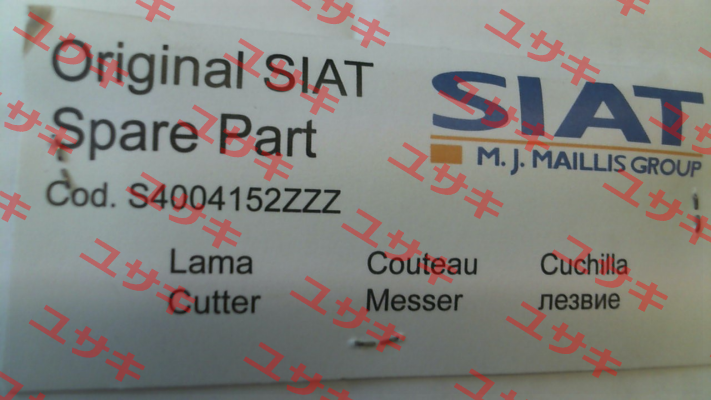 Original SIAT
Spare Part
Cod. S4004152ZZZ
SIAT
M. J. MAILLIS GROUP
Lama Couteau Cuchilla
Cutter Messer лезвие
ユサキ